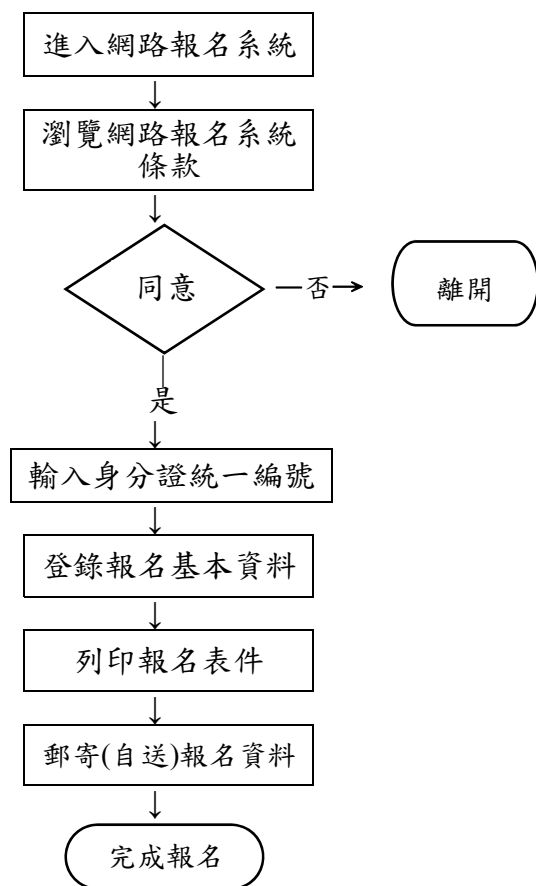 進入網路報名系統
瀏覽網路報名系統
條款
同意
否
離開
是
輸入身分證統一編號
登錄報名基本資料
列印報名表件
郵寄(自送)報名資料
完成報名